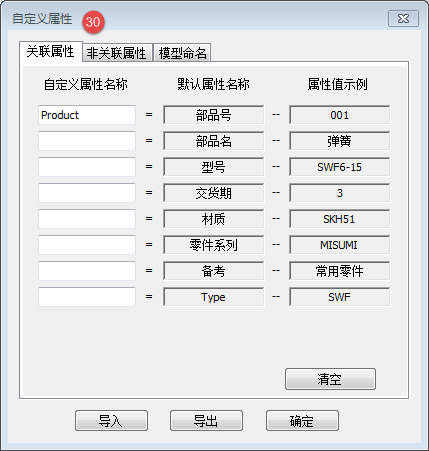 自定义属性 30
关联属性 非关联属性 模型命名
自定义属性名称 默认属性名称 属性值示例
Product = 部品号 -- 001
= 部品名 -- 弹簧
= 型号 -- SWF6-15
= 交货期 -- 3
= 材质 -- SKH51
= 零件系列 -- MISUMI
= 备考 -- 常用零件
= Type -- SWF
清空
导入 导出 确定